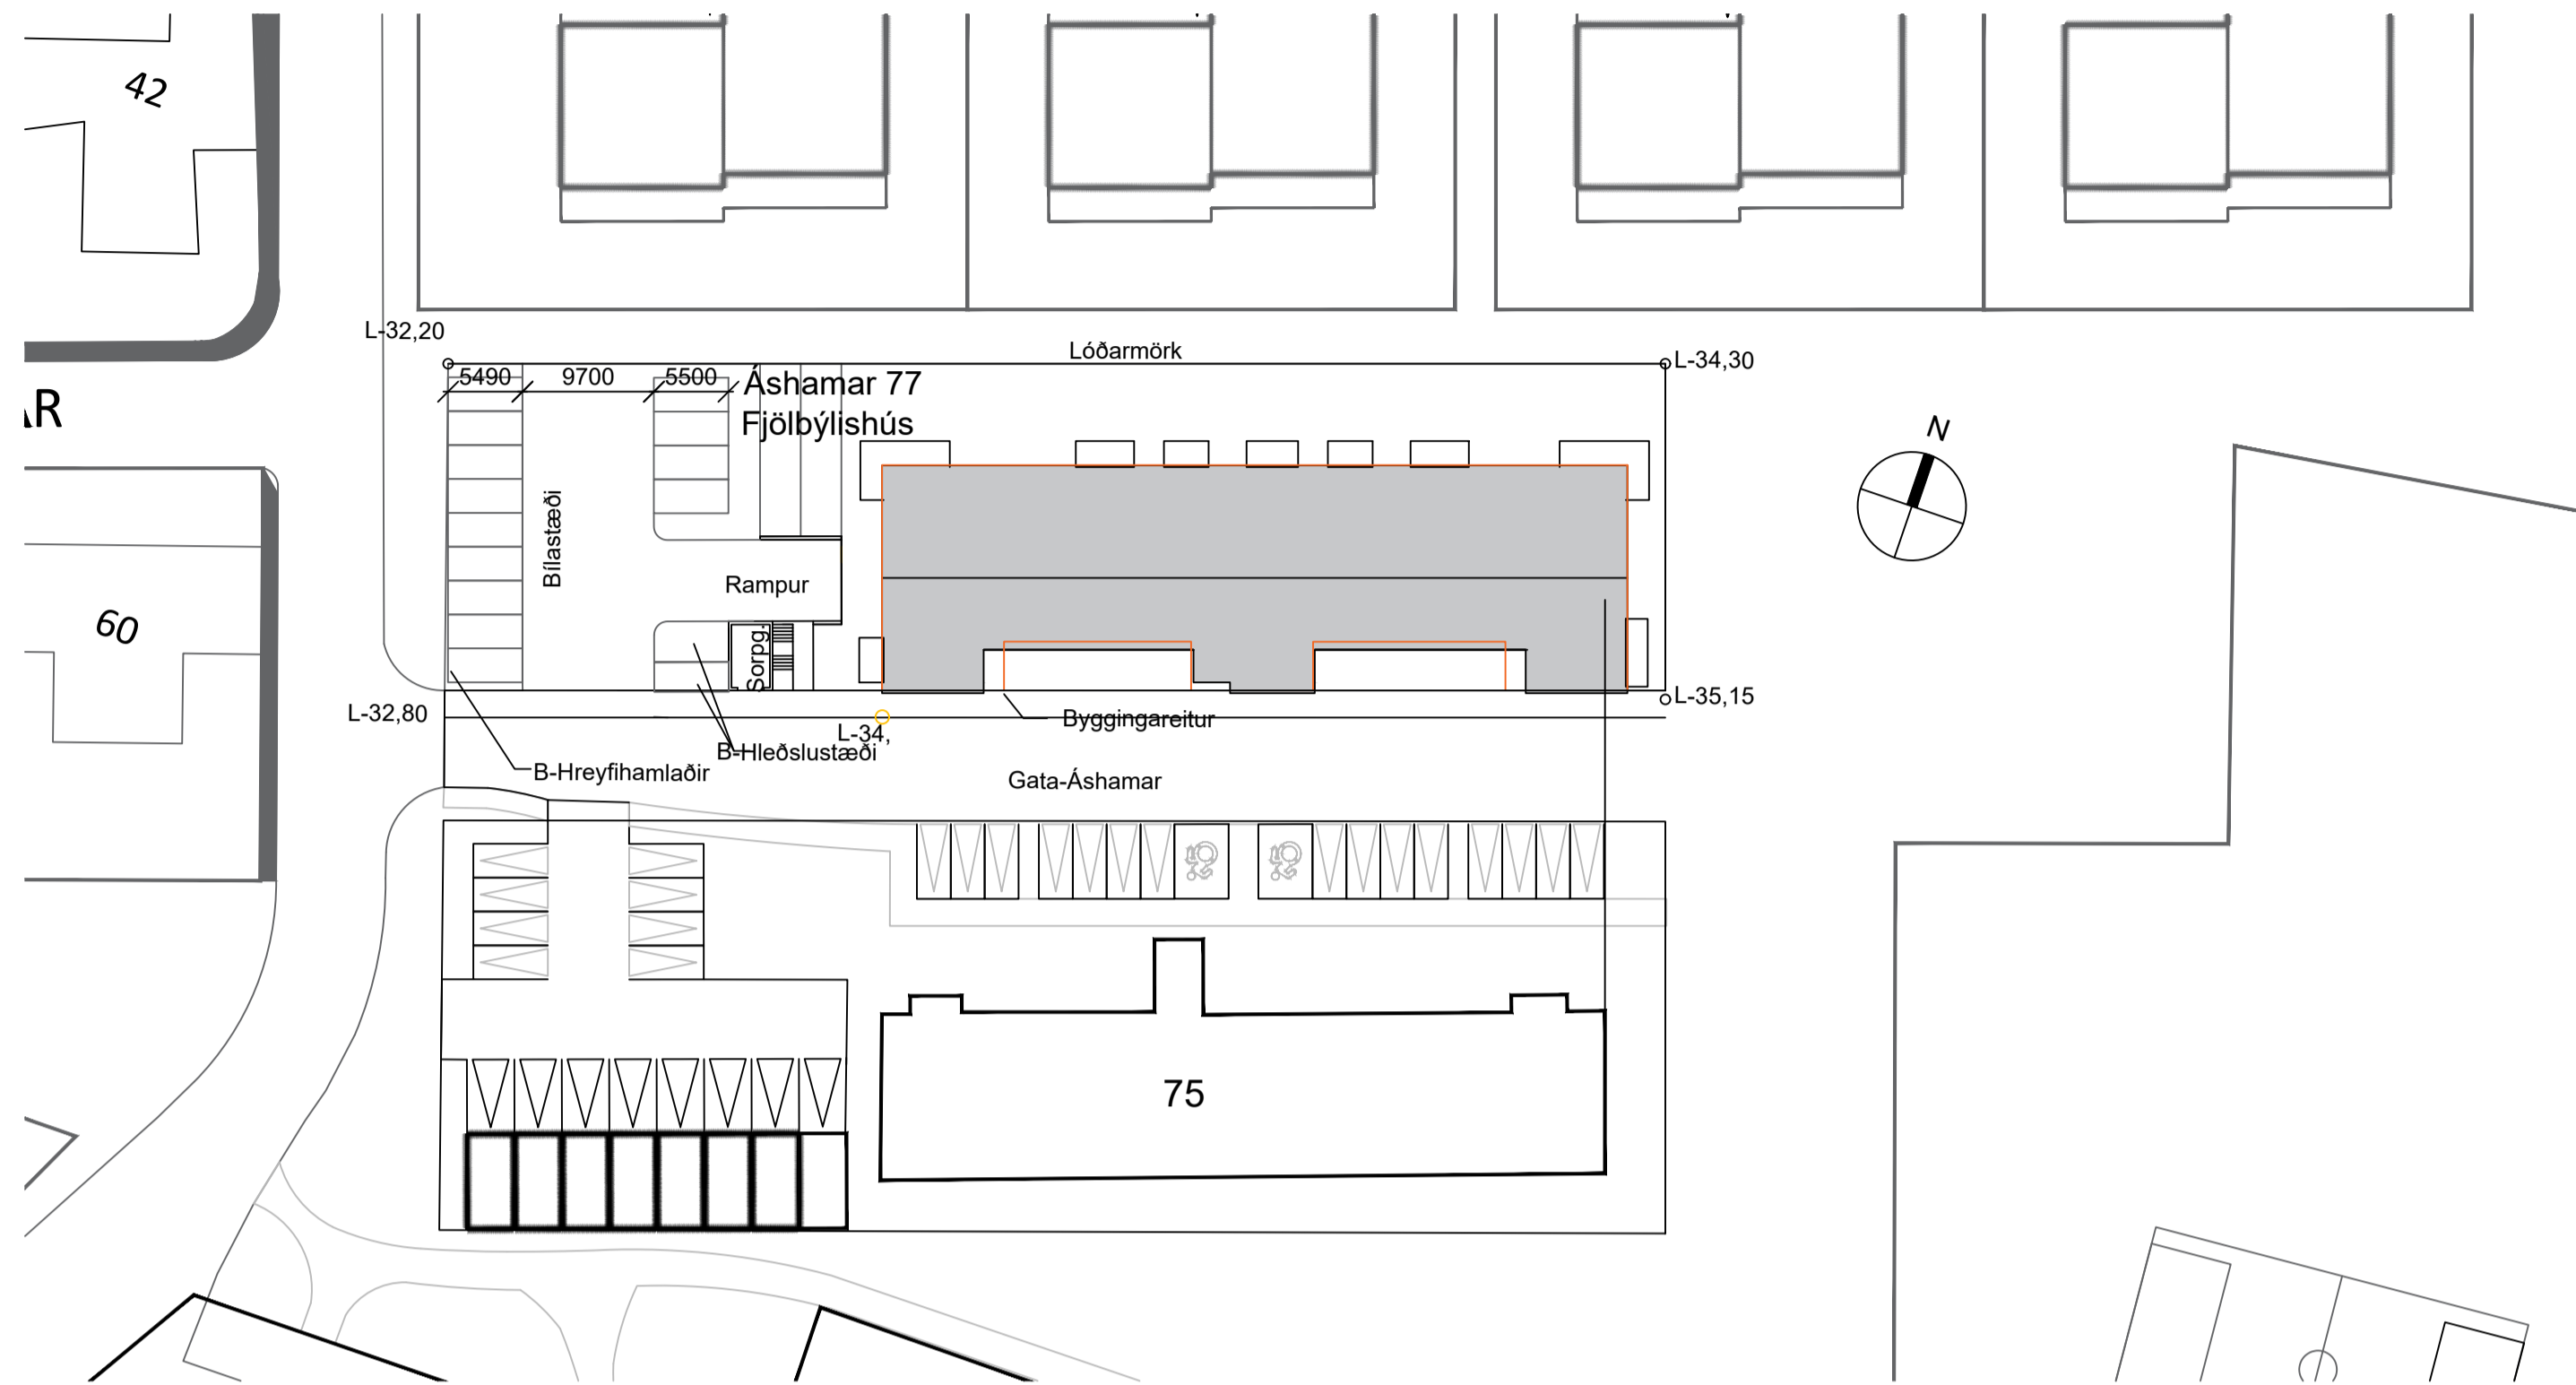 42
L-32,20
Lóðarmörk
L-34,30
5490
9700
5500
Áshamar 77
Fjölbýlishús
AR
N
Bílastæði
Rampur
60
Sorpg.
L-35,15
L-32,80
L-34,
Byggingareitur
B-Hleðslustæði
B-Hreyfihamlaðir
Gata-Áshamar
75